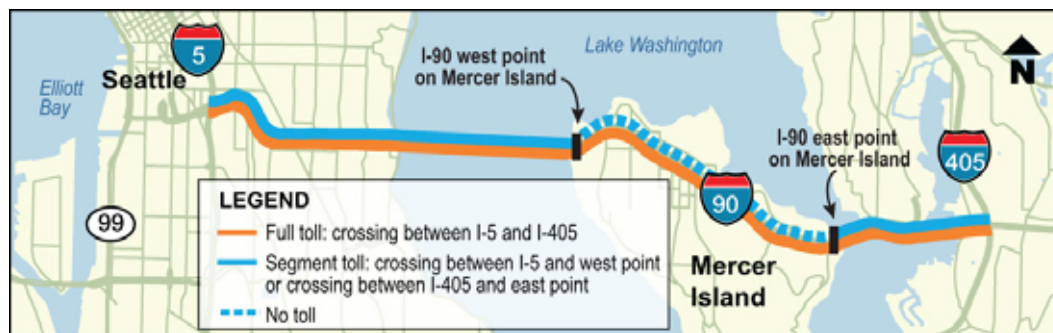 5
Seattle
Elliott
Bay
I-90 west point
on Mercer Island
Lake Washington
N
I-90 east point
on Mercer Island
405
90
99
Mercer
Island
LEGEND
Full toll: crossing between I-5 and I-405
Segment toll: crossing between I-5 and west point
or crossing between I-405 and east point
No toll